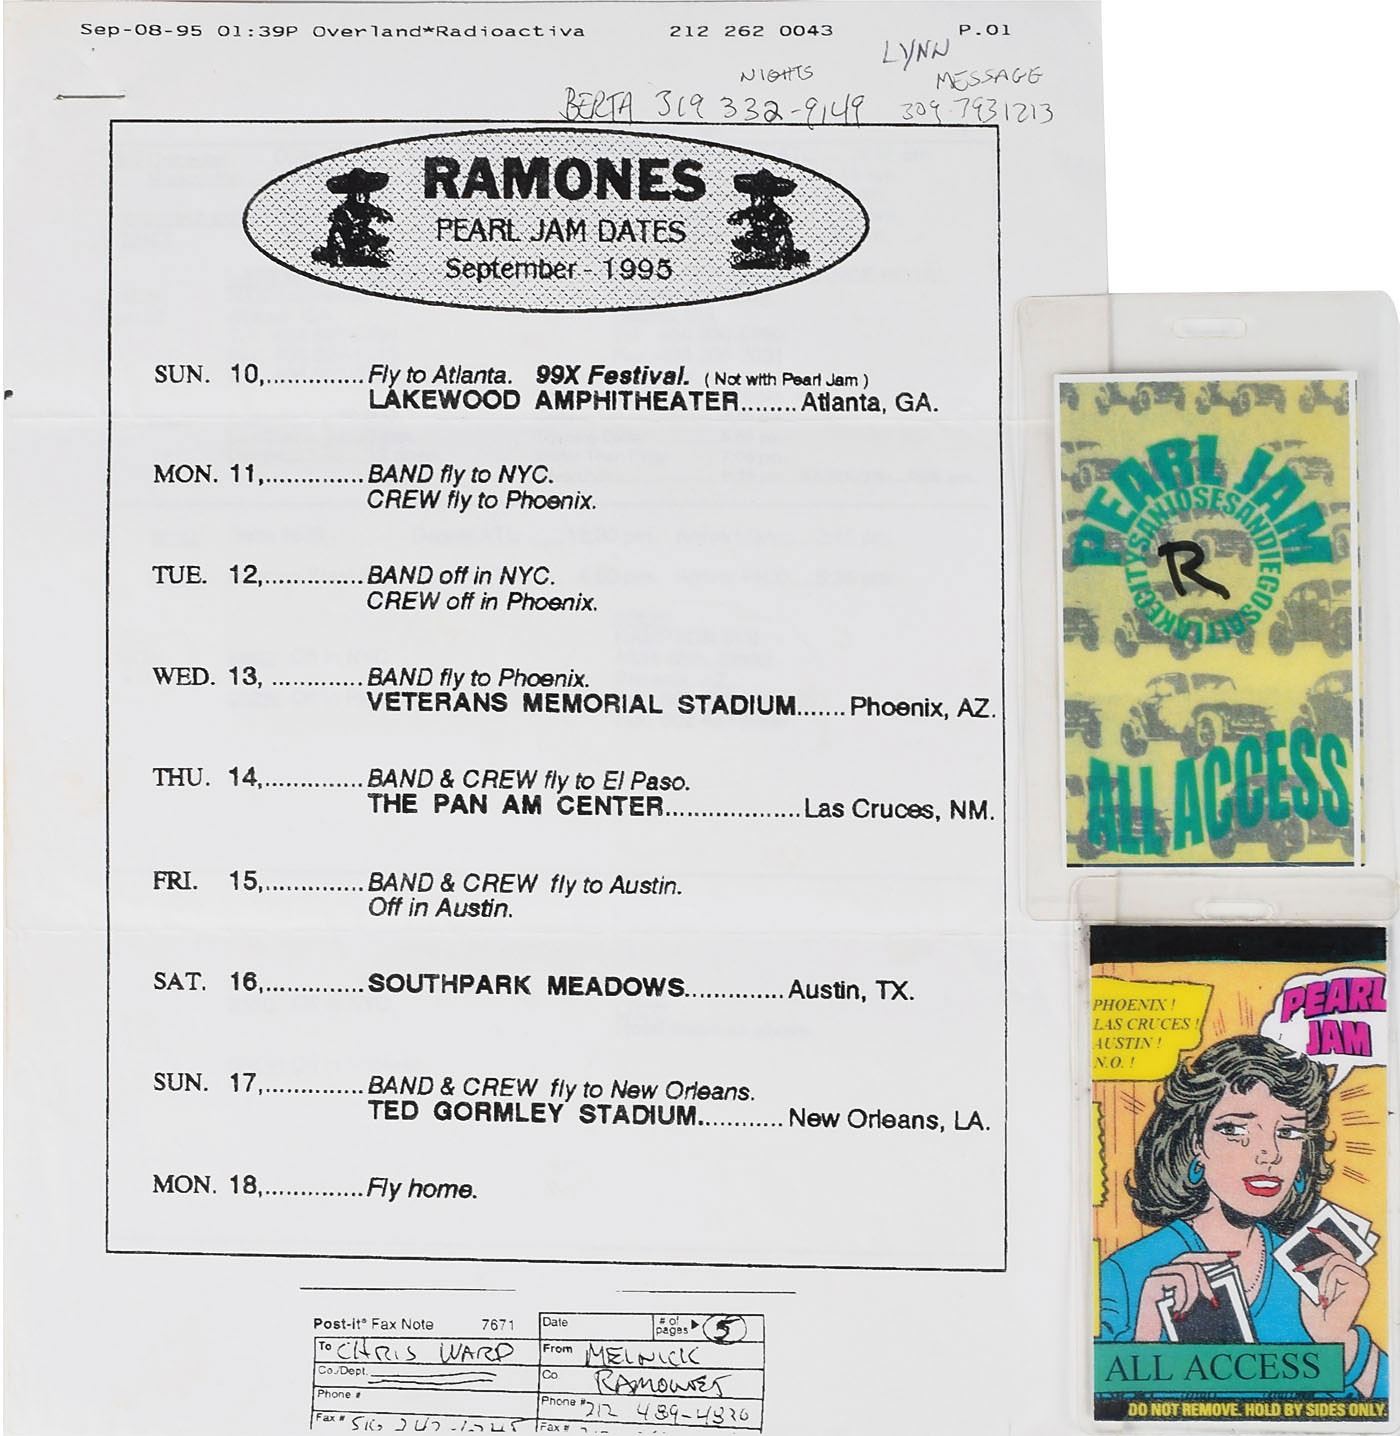 Sep-08-95 01:39P Overland*Radioactiva 212 262 0043 P.01
LYNN
NIGHTS MESSAGE
BERTA 319 332-9149 309-7931213
RAMONES
PEARL JAM DATES
September - 1995
SUN. 10,..............Fly to Atlanta. 99X Festival. ( Not with Pearl Jam )
LAKEWOOD AMPHITHEATER........Atlanta, GA.
MON. 11,..............BAND fly to NYC.
CREW fly to Phoenix.
TUE. 12,..............BAND off in NYC.
CREW off in Phoenix.
WED. 13, .............BAND fly to Phoenix.
VETERANS MEMORIAL STADIUM.......Phoenix, AZ.
THU. 14,..............BAND & CREW fly to El Paso.
THE PAN AM CENTER...................Las Cruces, NM.
FRI. 15,..............BAND & CREW fly to Austin.
Off in Austin.
SAT. 16,..............SOUTHPARK MEADOWS..............Austin, TX.
SUN. 17,..............BAND & CREW fly to New Orleans.
TED GORMLEY STADIUM............New Orleans, LA.
MON. 18,..............Fly home.
Post-it® Fax Note 7671 Date # of pages ▶ 5
To CHRIS WARD From MELNICK
Co./Dept. Co RAMONES
Phone # Phone # 212 489-4820
Fax # 516 Fax #
PEARL JAM
SANJOSESANDIEGOSALTLAKECITY
R
ALL ACCESS
PHOENIX !
LAS CRUCES !
AUSTIN !
N.O. !
PEARL
JAM
ALL ACCESS
DO NOT REMOVE. HOLD BY SIDES ONLY.